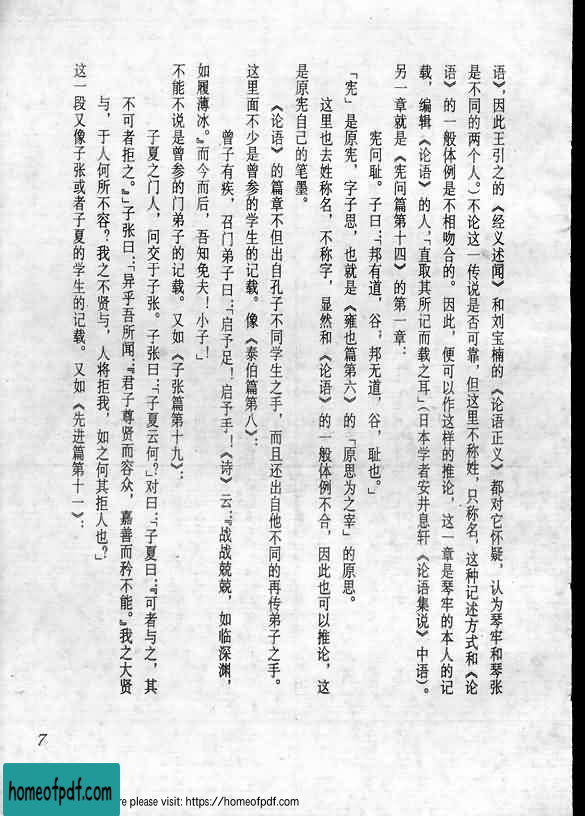 语》，因此王引之的《经义述闻》和刘宝楠的《论语正义》都对它怀疑，认为琴牢和琴张
是不同的两个人。）不论这一传说是否可靠，但这里不称姓，只称名，这种记述方式和《论
语》的一般体例是不相吻合的。因此，便可以作这样的推论，这一章是琴牢的本人的记
载，编辑《论语》的人，“直取其所记而载之耳”（日本学者安井息轩《论语集说》中语）。
另一章就是《宪问篇第十四》的第一章：
宪问耻。子曰：“邦有道，谷；邦无道，谷，耻也。”
“宪”是原宪，字子思，也就是《雍也篇第六》的“原思为之宰”的原思。
这里也去姓称名，不称字，显然和《论语》的一般体例不合，因此也可以推论，这
是原宪自己的笔墨。
《论语》的篇章不但出自孔子不同学生之手，而且还出自他不同的再传弟子之手。
这里面不少是曾参的学生的记载。像《泰伯篇第八》：
曾子有疾，召门弟子曰：“启予足！启予手！《诗》云：‘战战兢兢，如临深渊，
如履薄冰。’而今而后，吾知免夫！小子！”
不能不说是曾参的门弟子的记载。又如《子张篇第十九》：
子夏之门人，问交于子张。子张曰：“子夏云何？”对曰：“子夏曰：‘可者与之，其
不可者拒之。’”子张曰：“异乎吾所闻：‘君子尊贤而容众，嘉善而矜不能。’我之大贤
与，于人何所不容？我之不贤与，人将拒我，如之何其拒人也？”
这一段又像子张或者子夏的学生的记载。又如《先进篇第十一》：
7
homeofpdf.com
re please visit: https://homeofpdf.com